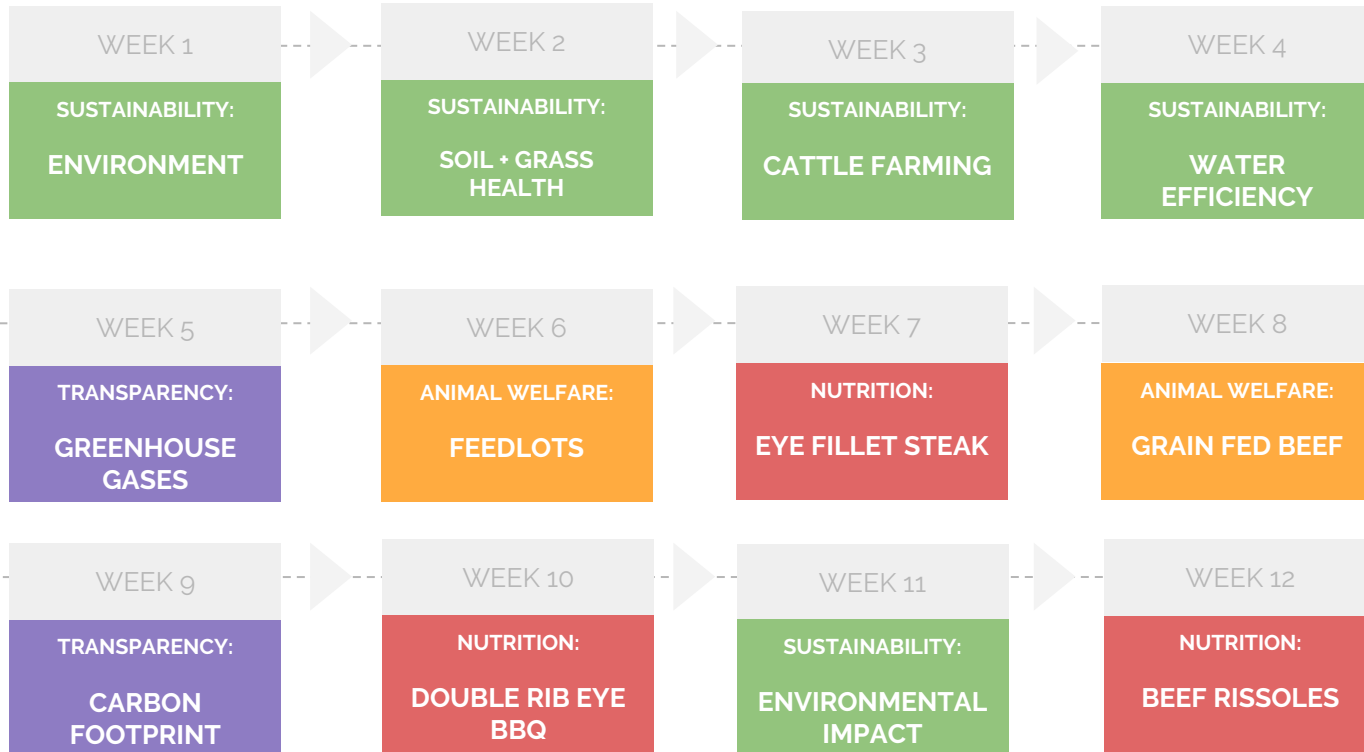 WEEK 1
SUSTAINABILITY:
ENVIRONMENT
WEEK 2
SUSTAINABILITY:
SOIL + GRASS
HEALTH
WEEK 3
SUSTAINABILITY:
CATTLE FARMING
WEEK 4
SUSTAINABILITY:
WATER
EFFICIENCY
WEEK 5
TRANSPARENCY:
GREENHOUSE
GASES
WEEK 6
ANIMAL WELFARE:
FEEDLOTS
WEEK 7
NUTRITION:
EYE FILLET STEAK
WEEK 8
ANIMAL WELFARE:
GRAIN FED BEEF
WEEK 9
TRANSPARENCY:
CARBON
FOOTPRINT
WEEK 10
NUTRITION:
DOUBLE RIB EYE
BBQ
WEEK 11
SUSTAINABILITY:
ENVIRONMENTAL
IMPACT
WEEK 12
NUTRITION:
BEEF RISSOLES